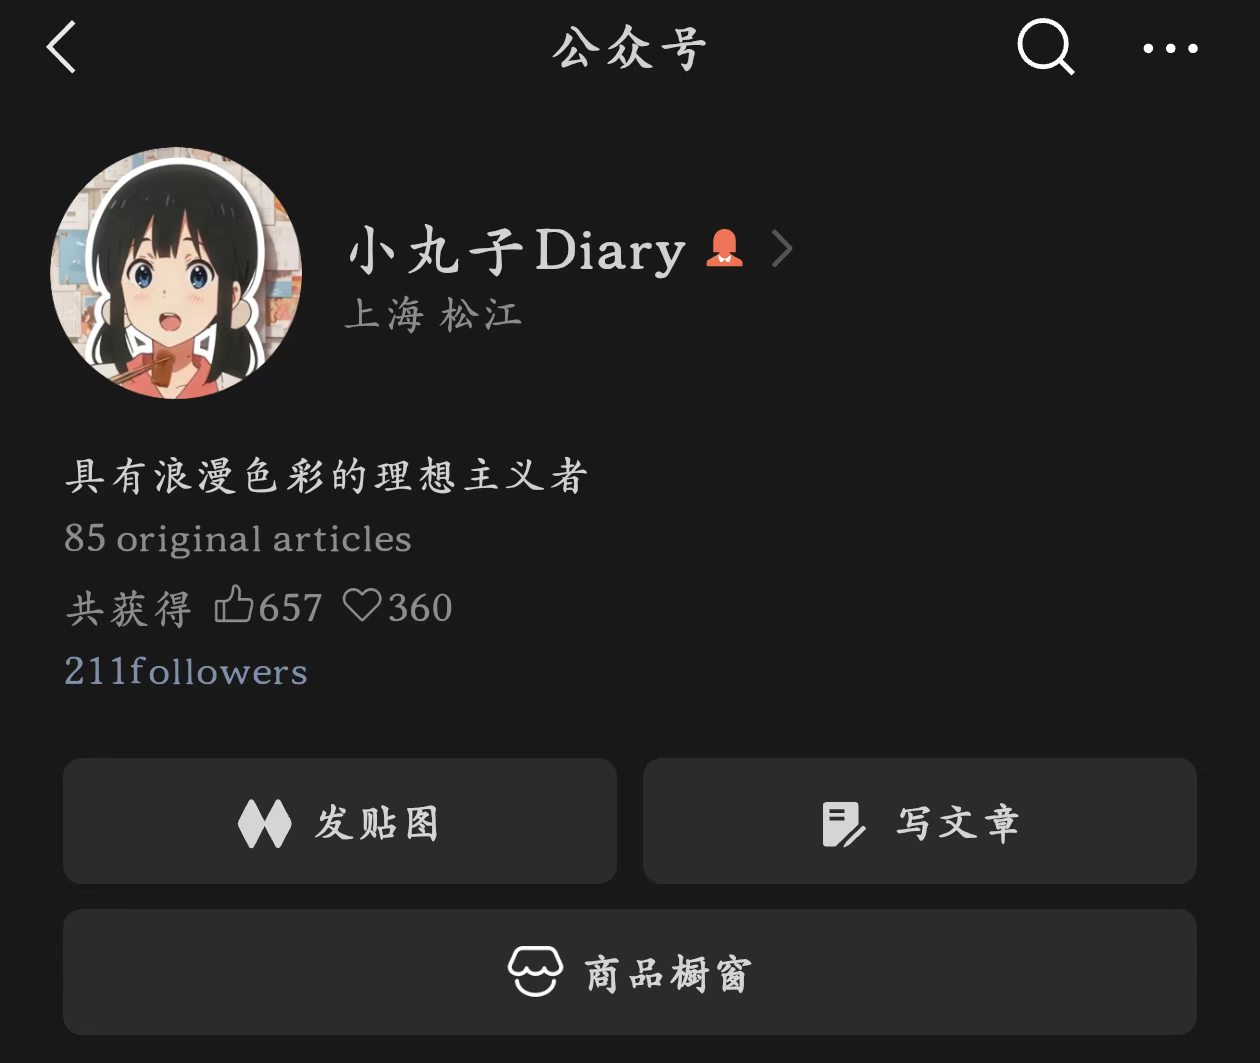 公众号
小丸子Diary
上海 松江
具有浪漫色彩的理想主义者
85 original articles
共获得 657 360
211followers
发贴图
写文章
商品橱窗